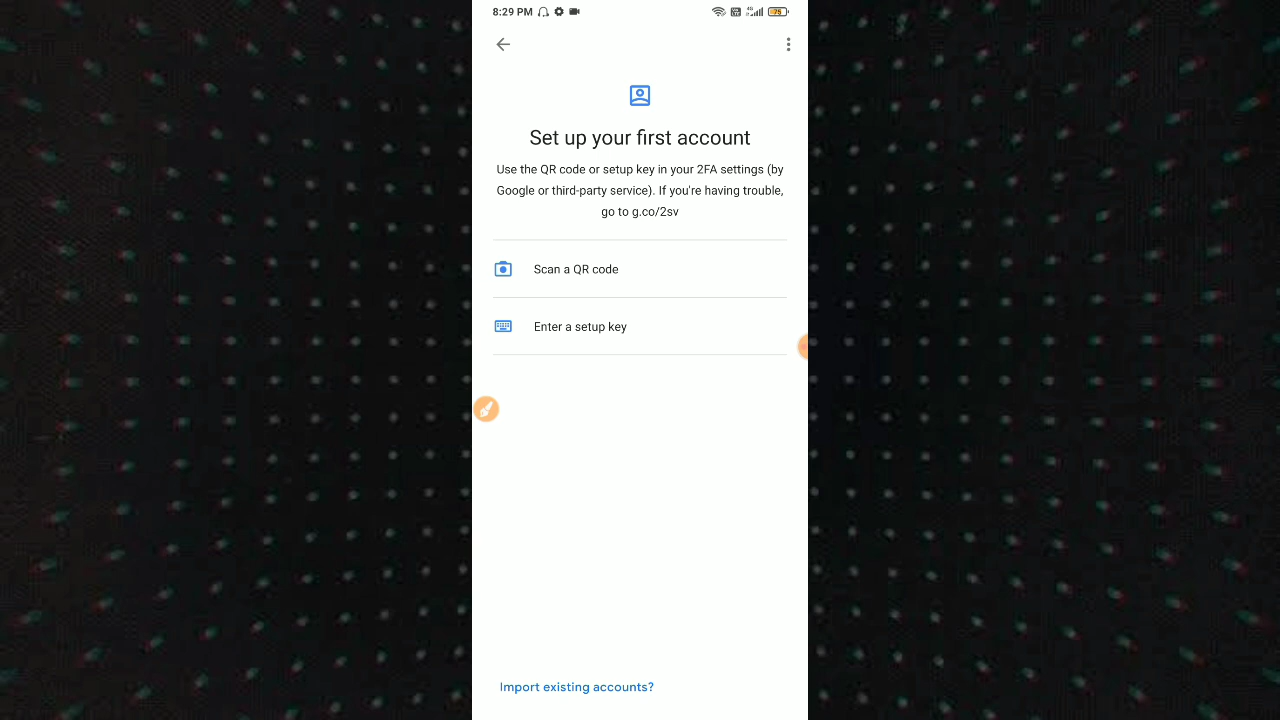 8:29 PM
75
Set up your first account
Use the QR code or setup key in your 2FA settings (by
Google or third-party service). If you're having trouble,
go to g.co/2sv
Scan a QR code
Enter a setup key
Import existing accounts?